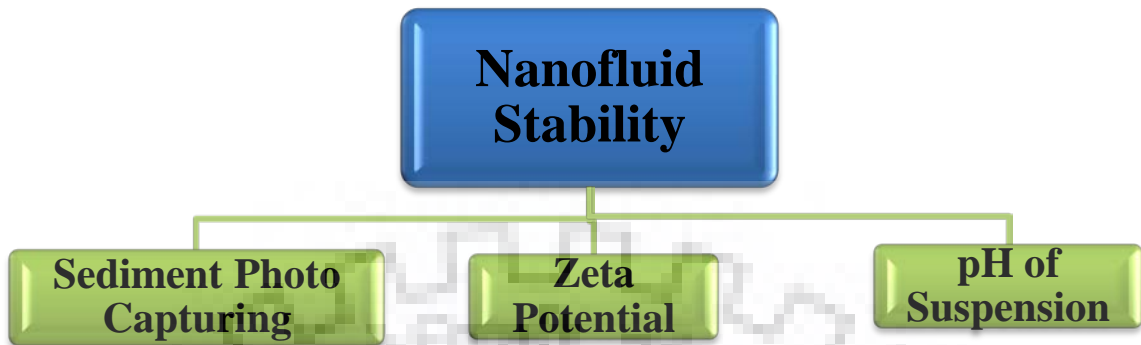 Nanofluid
Stability
Sediment Photo
Capturing
Zeta
Potential
pH of
Suspension